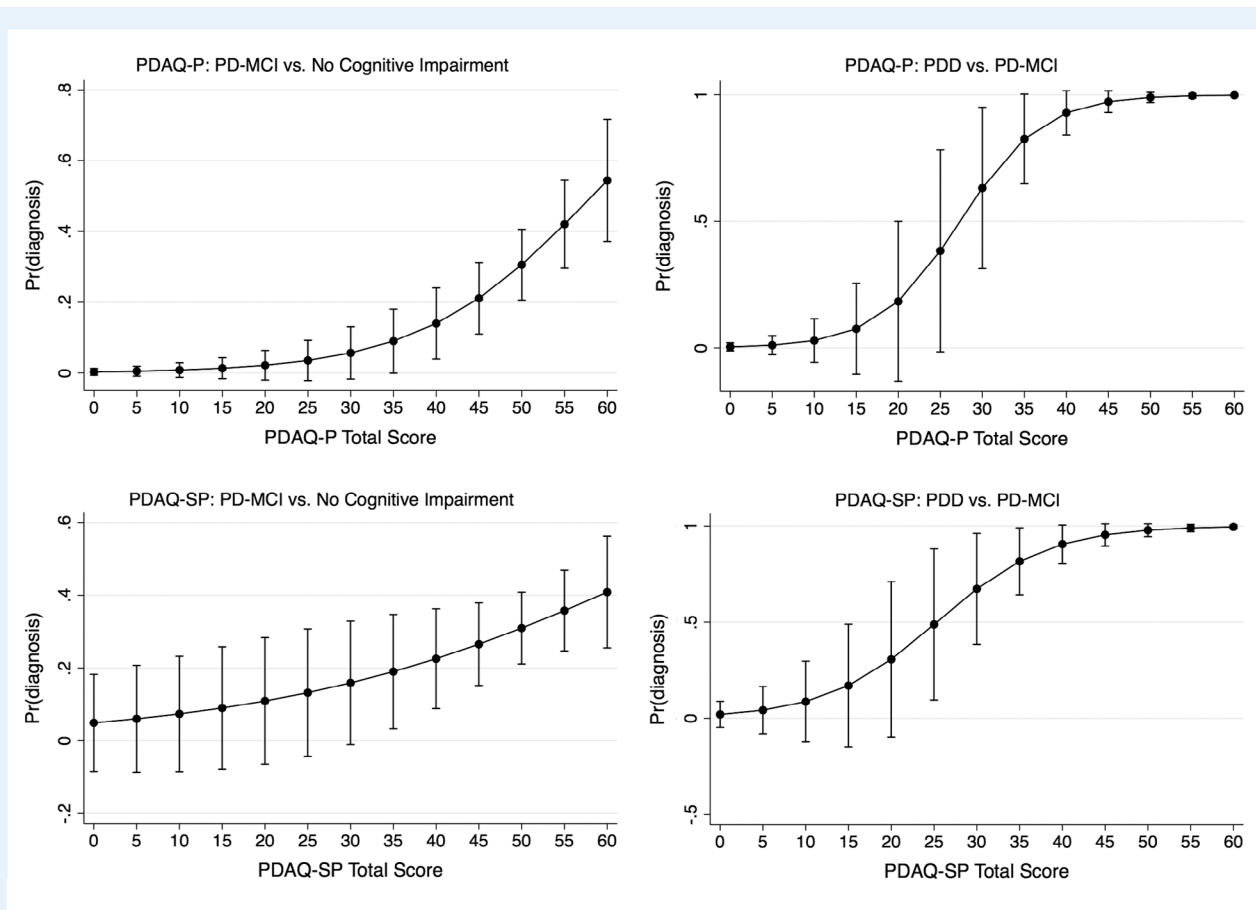 PDAQ-P: PD-MCI vs. No Cognitive Impairment
Pr(diagnosis)
.8
.6
.4
.2
0
0 5 10 15 20 25 30 35 40 45 50 55 60
PDAQ-P Total Score
PDAQ-P: PDD vs. PD-MCI
Pr(diagnosis)
1
.5
0
0 5 10 15 20 25 30 35 40 45 50 55 60
PDAQ-P Total Score
PDAQ-SP: PD-MCI vs. No Cognitive Impairment
Pr(diagnosis)
.6
.4
.2
0
-.2
0 5 10 15 20 25 30 35 40 45 50 55 60
PDAQ-SP Total Score
PDAQ-SP: PDD vs. PD-MCI
Pr(diagnosis)
1
.5
0
-.5
0 5 10 15 20 25 30 35 40 45 50 55 60
PDAQ-SP Total Score